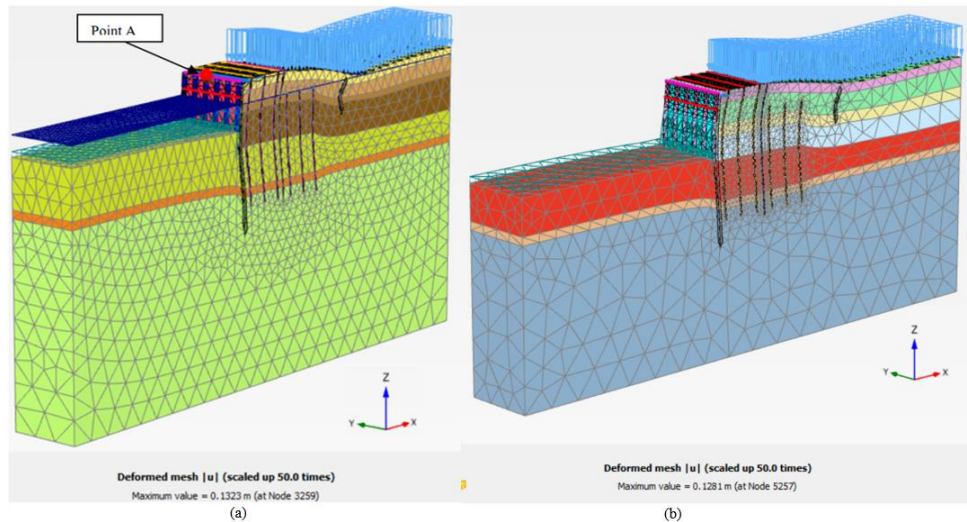 Point A
Z
Y
X
Deformed mesh |u| (scaled up 50.0 times)
Maximum value = 0.1323 m (at Node 3259)
(a)
Z
Y
X
Deformed mesh |u| (scaled up 50.0 times)
Maximum value = 0.1281 m (at Node 5257)
(b)